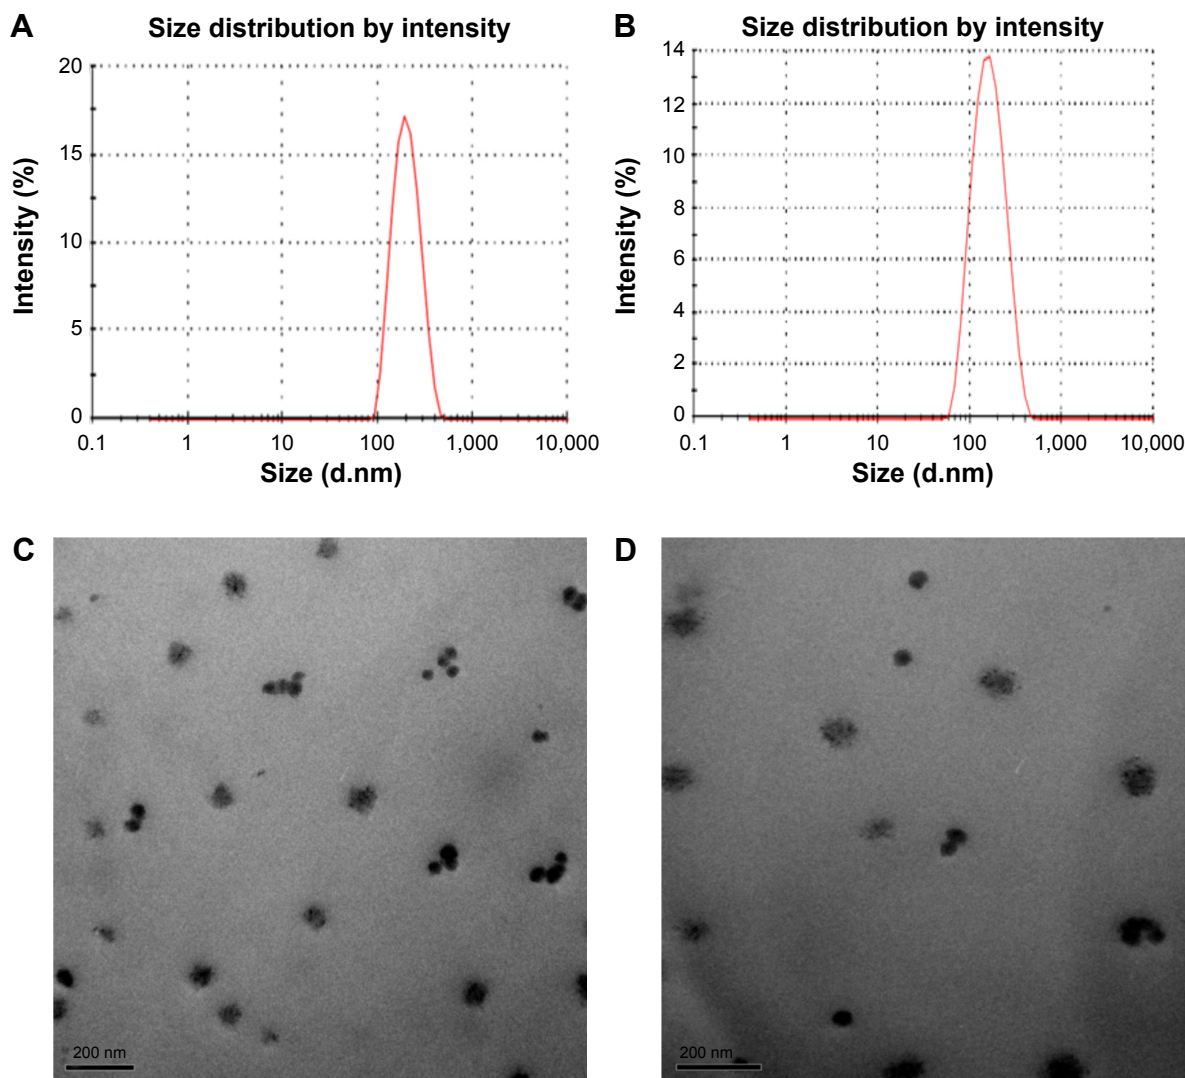 A
Size distribution by intensity
20
15
10
5
0
Intensity (%)
0.1 1 10 100 1,000 10,000
Size (d.nm)
B
Size distribution by intensity
14
12
10
8
6
4
2
0
Intensity (%)
0.1 1 10 100 1,000 10,000
Size (d.nm)
C
200 nm
D
200 nm